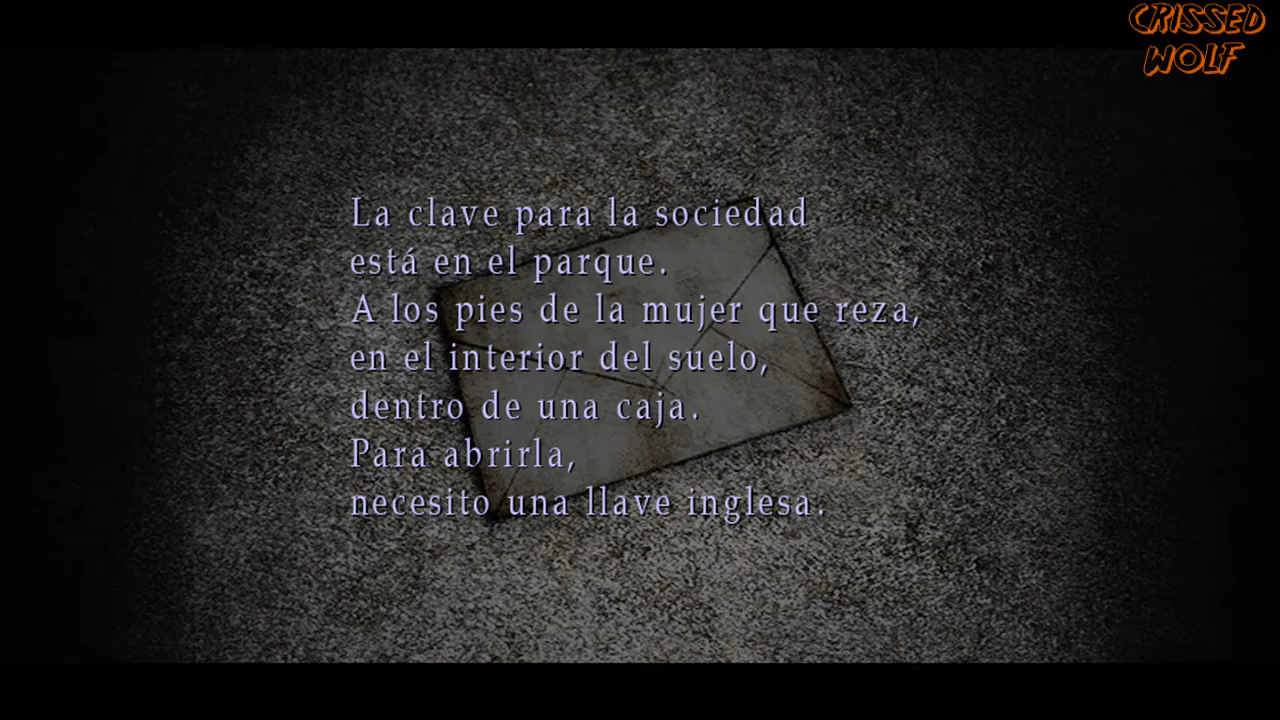 CRISSED
WOLF
La clave para la sociedad
está en el parque.
A los pies de la mujer que reza,
en el interior del suelo,
dentro de una caja.
Para abrirla,
necesito una llave inglesa.